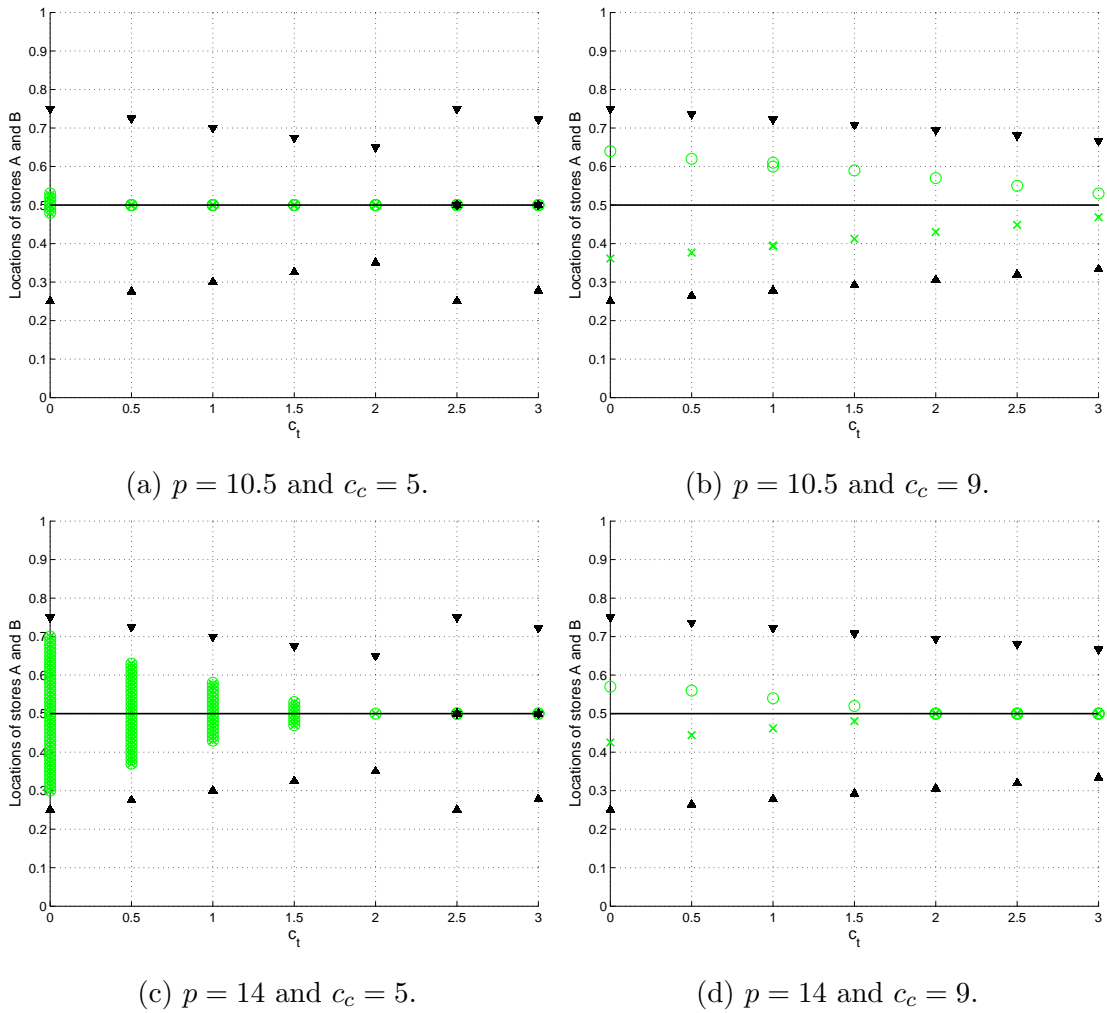 1
0.9
0.8
0.7
0.6
0.5
0.4
0.3
0.2
0.1
0
Locations of stores A and B
0 0.5 1 1.5 2 2.5 3
c_t
(a) p = 10.5 and c_c = 5.
1
0.9
0.8
0.7
0.6
0.5
0.4
0.3
0.2
0.1
0
Locations of stores A and B
0 0.5 1 1.5 2 2.5 3
c_t
(b) p = 10.5 and c_c = 9.
1
0.9
0.8
0.7
0.6
0.5
0.4
0.3
0.2
0.1
0
Locations of stores A and B
0 0.5 1 1.5 2 2.5 3
c_t
(c) p = 14 and c_c = 5.
1
0.9
0.8
0.7
0.6
0.5
0.4
0.3
0.2
0.1
0
Locations of stores A and B
0 0.5 1 1.5 2 2.5 3
c_t
(d) p = 14 and c_c = 9.